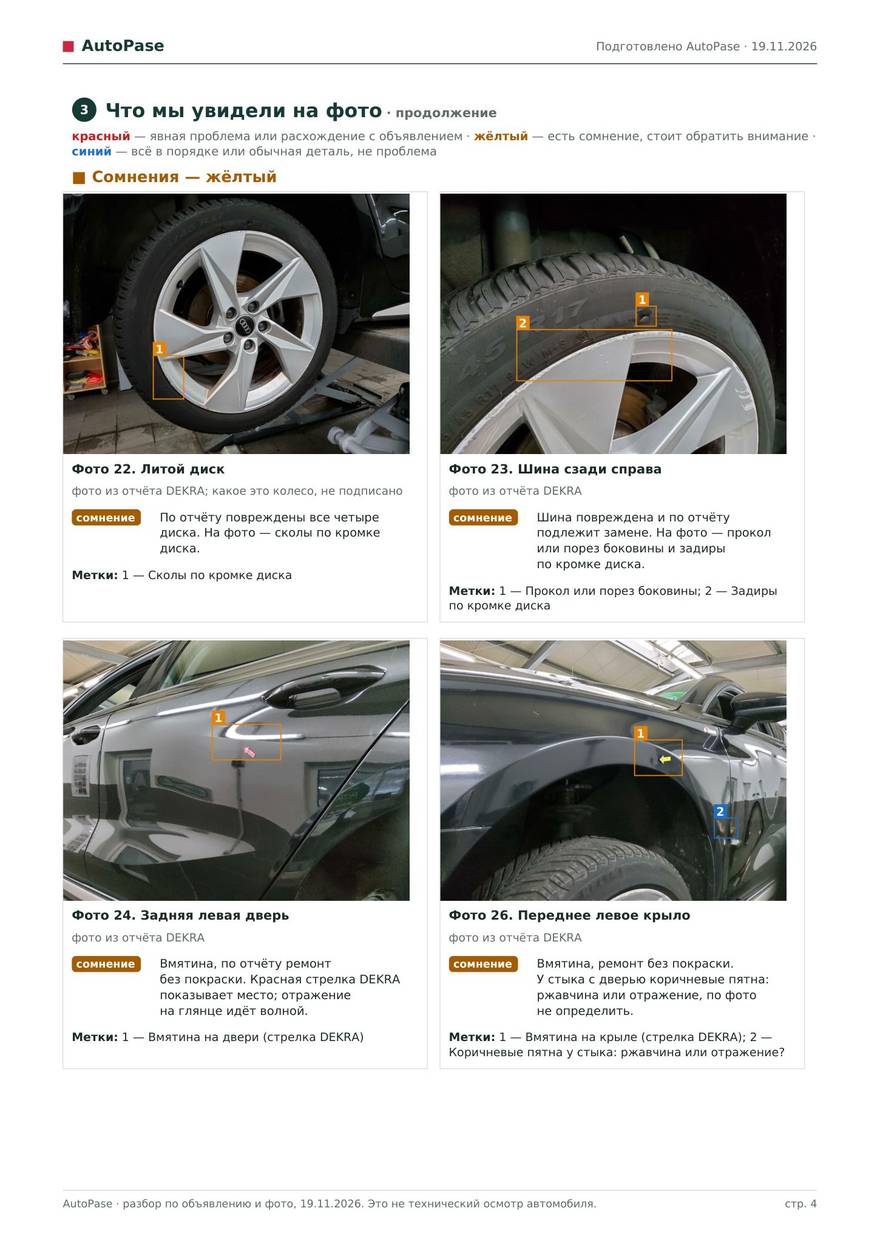 AutoPase
Подготовлено AutoPase · 19.11.2026
3 Что мы увидели на фото · продолжение
красный — явная проблема или расхождение с объявлением · жёлтый — есть сомнение, стоит обратить внимание ·
синий — всё в порядке или обычная деталь, не проблема
Сомнения — жёлтый
1
Фото 22. Литой диск
фото из отчёта DEKRA; какое это колесо, не подписано
сомнение
По отчёту повреждены все четыре
диска. На фото — сколы по кромке
диска.
Метки: 1 — Сколы по кромке диска
1
2
Фото 23. Шина сзади справа
фото из отчёта DEKRA
сомнение
Шина повреждена и по отчёту
подлежит замене. На фото — прокол
или порез боковины и задиры
по кромке диска.
Метки: 1 — Прокол или порез боковины; 2 — Задиры
по кромке диска
1
Фото 24. Задняя левая дверь
фото из отчёта DEKRA
сомнение
Вмятина, по отчёту ремонт
без покраски. Красная стрелка DEKRA
показывает место; отражение
на глянце идёт волной.
Метки: 1 — Вмятина на двери (стрелка DEKRA)
1
2
Фото 26. Переднее левое крыло
фото из отчёта DEKRA
сомнение
Вмятина, ремонт без покраски.
У стыка с дверью коричневые пятна:
ржавчина или отражение, по фото
не определить.
Метки: 1 — Вмятина на крыле (стрелка DEKRA); 2 —
Коричневые пятна у стыка: ржавчина или отражение?
AutoPase · разбор по объявлению и фото, 19.11.2026. Это не технический осмотр автомобиля.
стр. 4